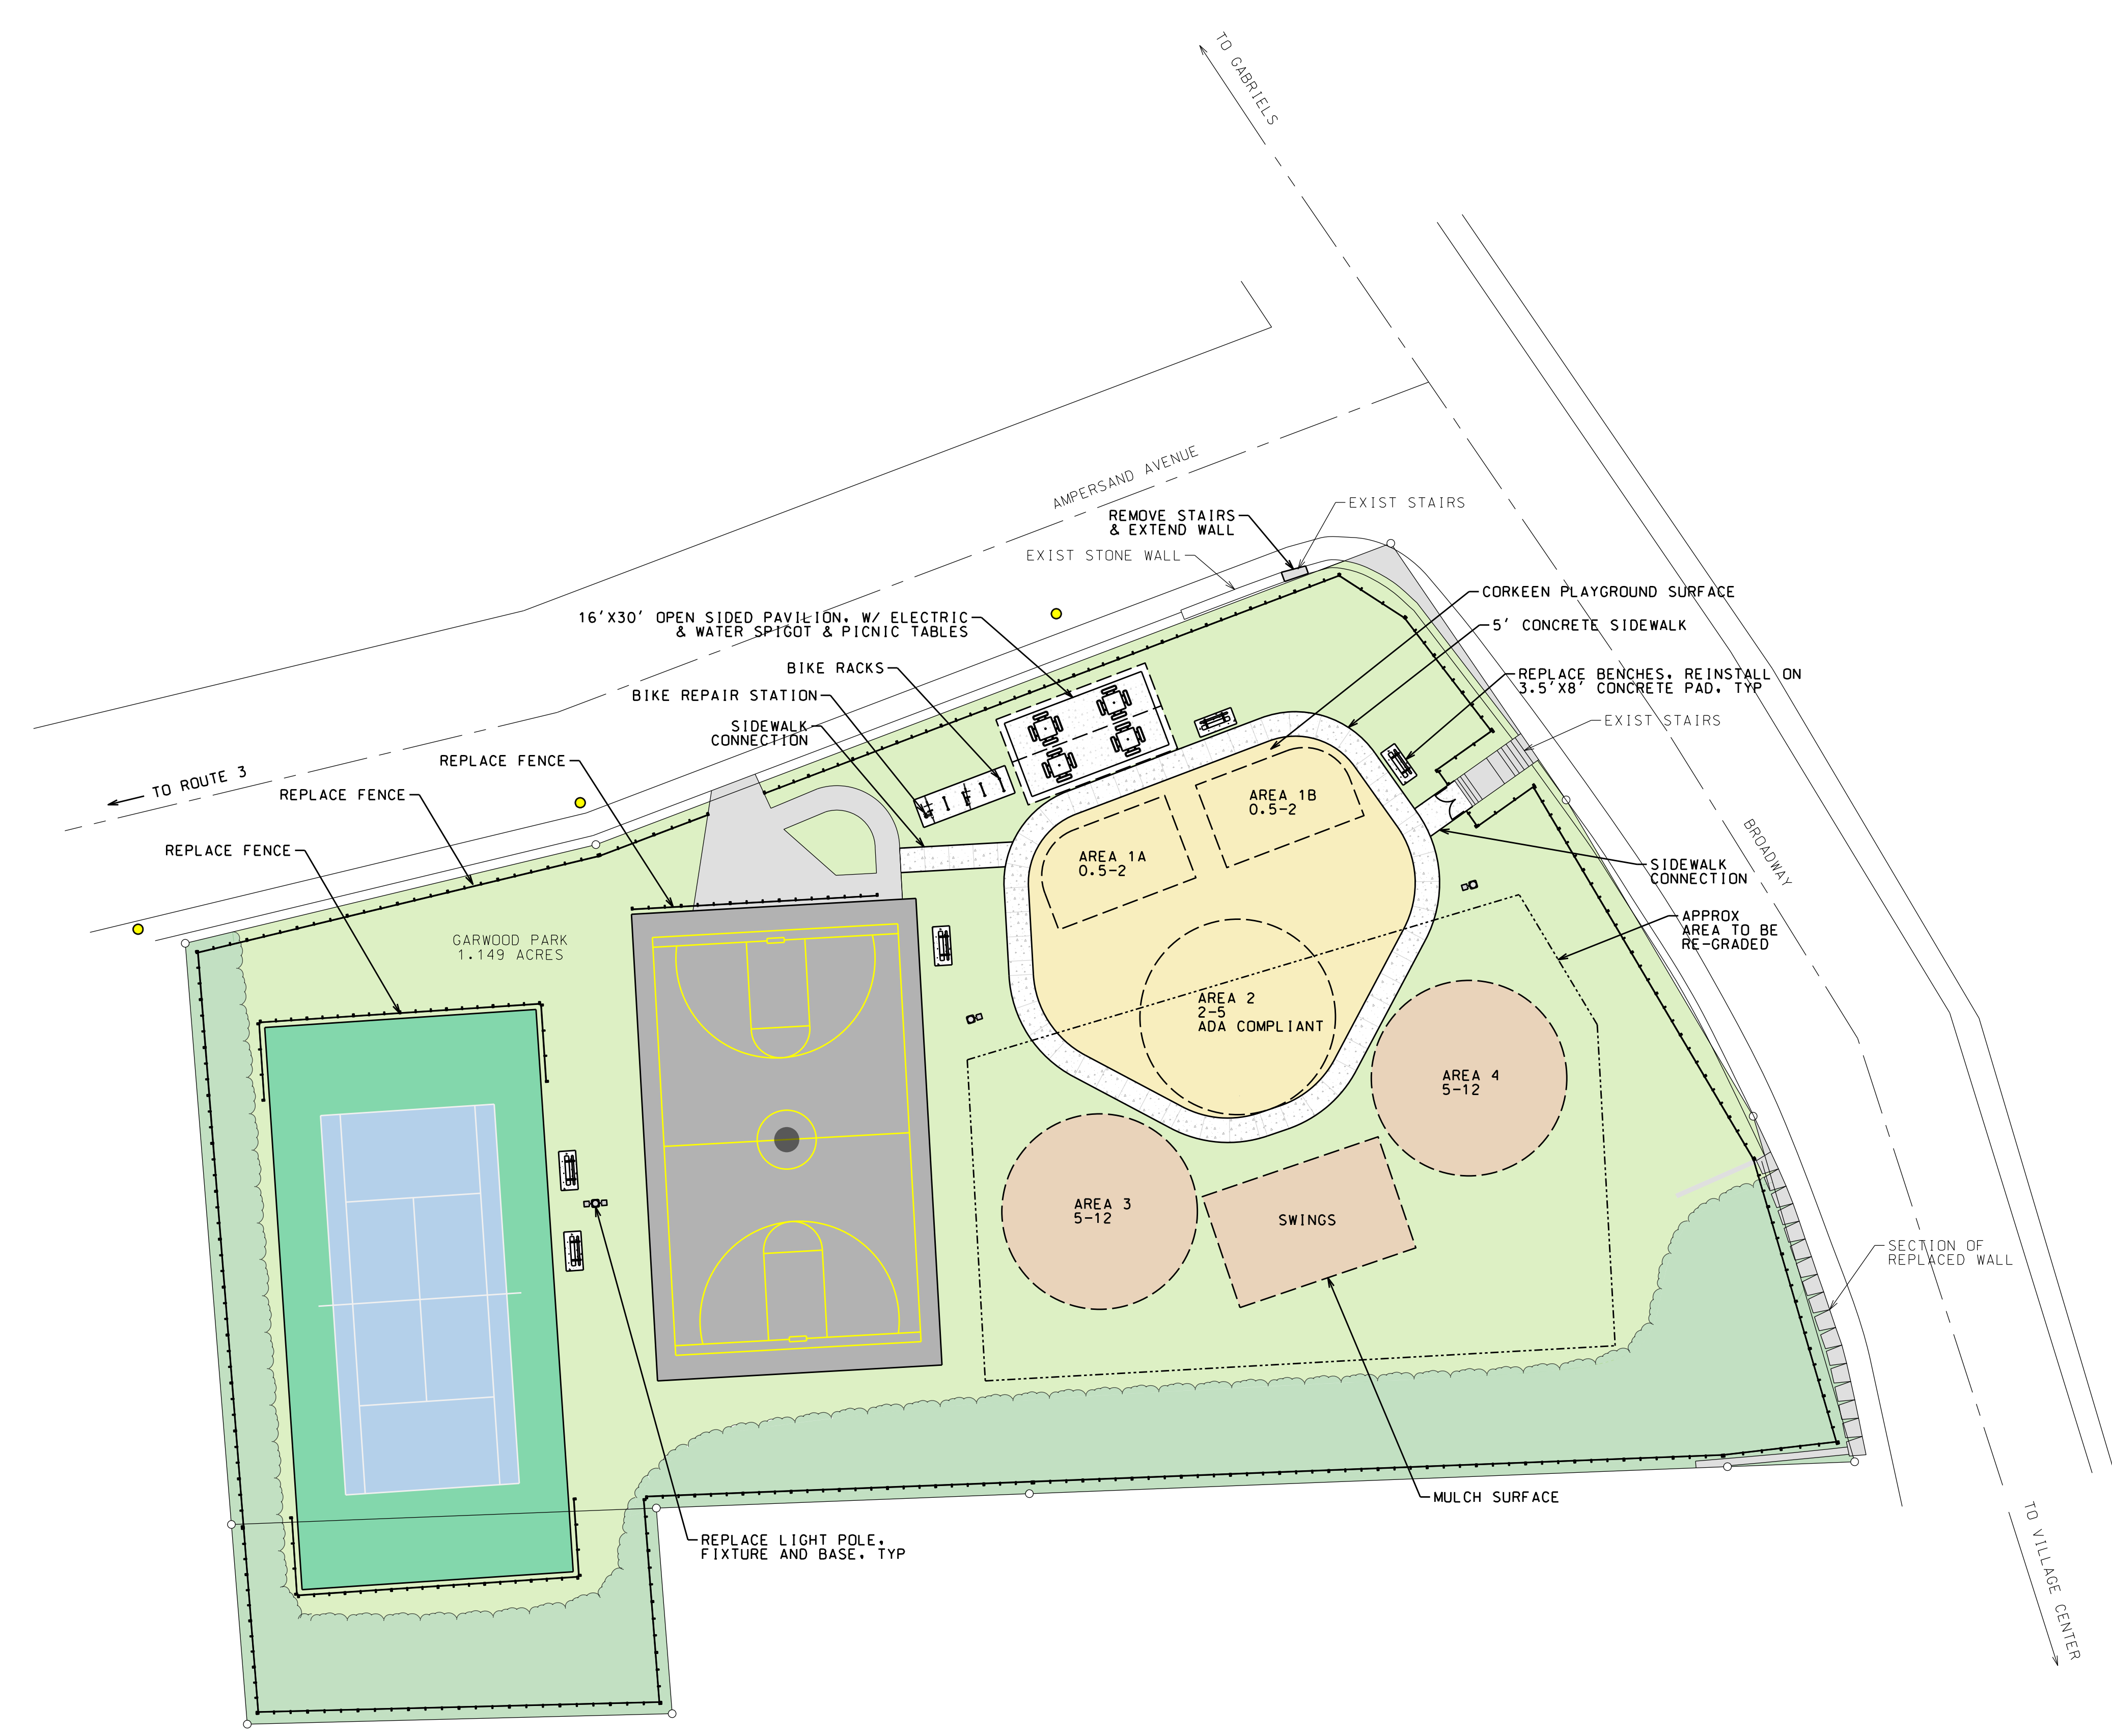 TO GABRIELS
AMPERSAND AVENUE
EXIST STAIRS
REMOVE STAIRS
& EXTEND WALL
EXIST STONE WALL
CORKEEN PLAYGROUND SURFACE
16'X30' OPEN SIDED PAVILION, W/ ELECTRIC
& WATER SPIGOT & PICNIC TABLES
5' CONCRETE SIDEWALK
BIKE RACKS
REPLACE BENCHES, REINSTALL ON
3.5'X8' CONCRETE PAD, TYP
BIKE REPAIR STATION
EXIST STAIRS
SIDEWALK
CONNECTION
REPLACE FENCE
TO ROUTE 3
REPLACE FENCE
REPLACE FENCE
AREA 1B
0.5-2
AREA 1A
0.5-2
BROADWAY
SIDEWALK
CONNECTION
APPROX
AREA TO BE
RE-GRADED
GARWOOD PARK
1.149 ACRES
AREA 2
2-5
ADA COMPLIANT
AREA 4
5-12
AREA 3
5-12
SWINGS
SECTION OF
REPLACED WALL
MULCH SURFACE
REPLACE LIGHT POLE,
FIXTURE AND BASE, TYP
TO VILLAGE CENTER